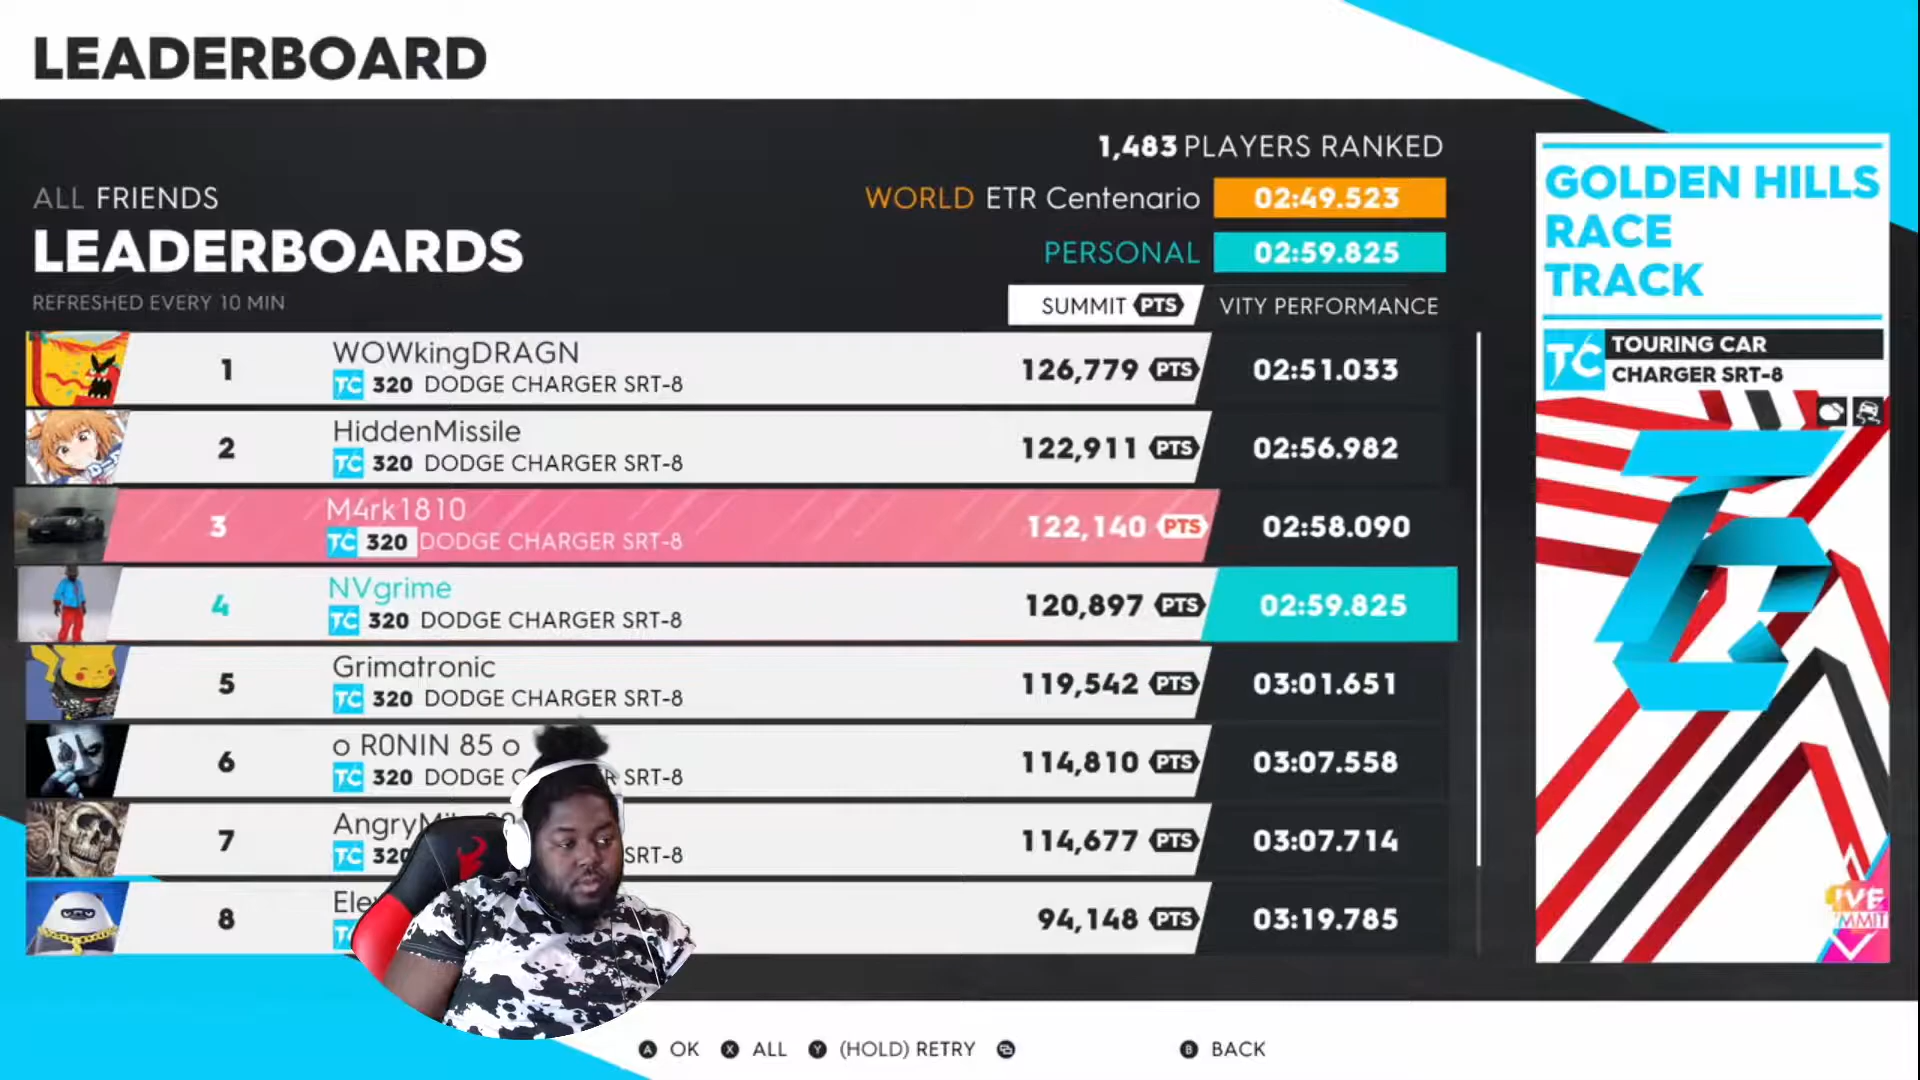 LEADERBOARD
1,483 PLAYERS RANKED
ALL FRIENDS
LEADERBOARDS
REFRESHED EVERY 10 MIN
WORLD ETR Centenario 02:49.523
PERSONAL 02:59.825
SUMMIT PTS VITY PERFORMANCE
1 WOWkingDRAGN 126,779 PTS 02:51.033
TC 320 DODGE CHARGER SRT-8
2 HiddenMissile 122,911 PTS 02:56.982
TC 320 DODGE CHARGER SRT-8
3 M4rk1810 122,140 PTS 02:58.090
TC 320 DODGE CHARGER SRT-8
4 NVgrime 120,897 PTS 02:59.825
TC 320 DODGE CHARGER SRT-8
5 Grimatronic 119,542 PTS 03:01.651
TC 320 DODGE CHARGER SRT-8
6 o R0NIN 85 o 114,810 PTS 03:07.558
TC 320 DODGE SRT-8
7 114,677 PTS 03:07.714
TC 320 SRT-8
8 94,148 PTS 03:19.785
GOLDEN HILLS
RACE
TRACK
TC TOURING CAR
CHARGER SRT-8
TC
A OK X ALL Y (HOLD) RETRY B BACK